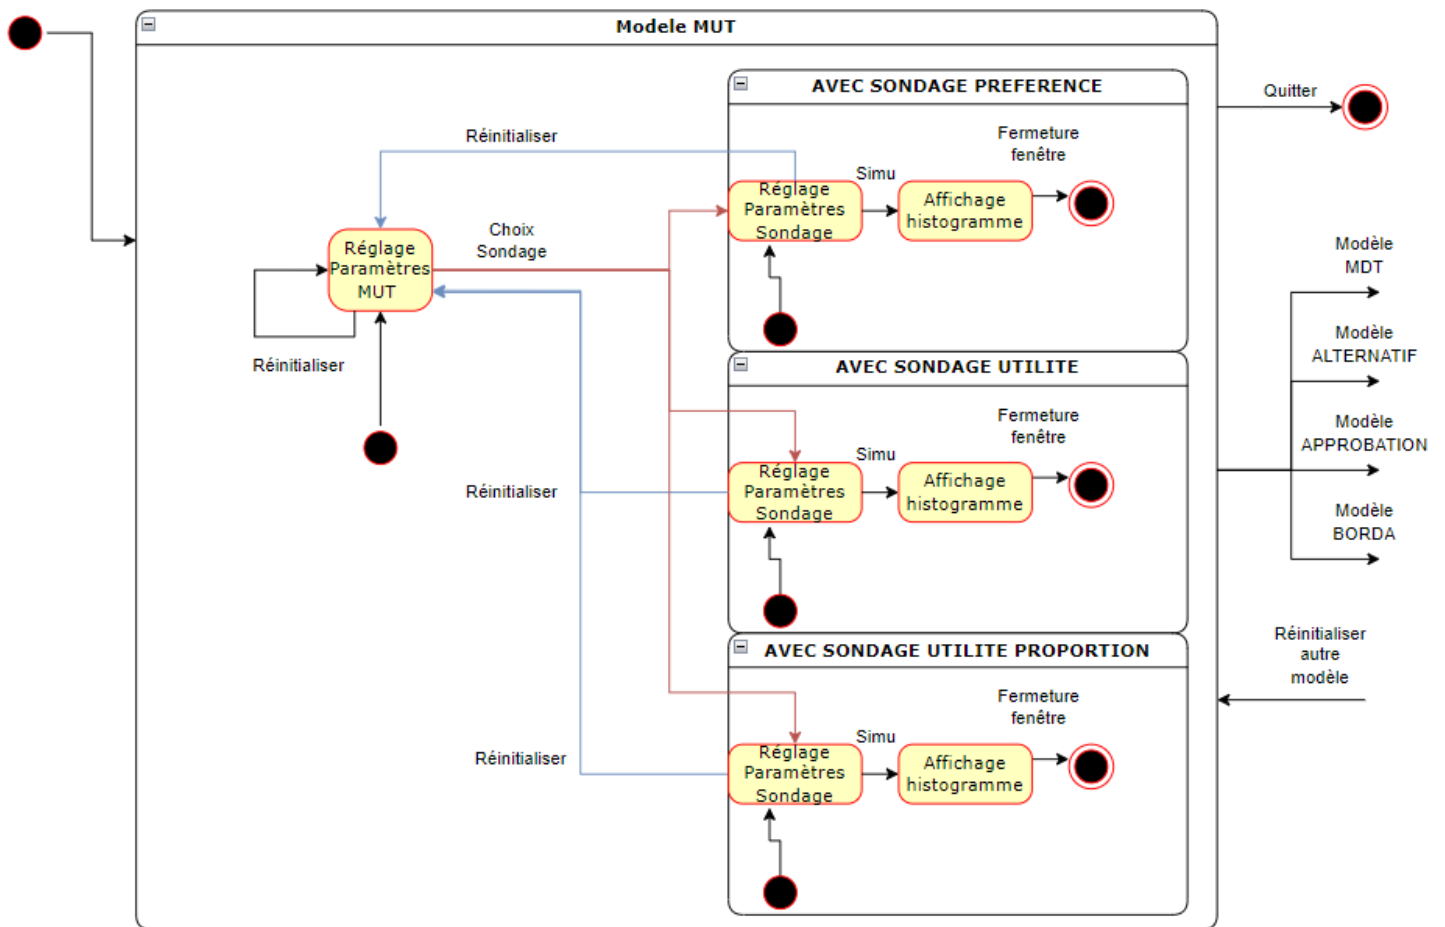 Modele MUT
AVEC SONDAGE PREFERENCE
Quitter
Réinitialiser
Fermeture
fenêtre
Simu
Réglage
Paramètres
Sondage
Affichage
histogramme
Choix
Sondage
Réglage
Paramètres
MUT
Réinitialiser
Modèle
MDT
Modèle
ALTERNATIF
Modèle
APPROBATION
Modèle
BORDA
AVEC SONDAGE UTILITE
Fermeture
fenêtre
Simu
Réinitialiser
Réglage
Paramètres
Sondage
Affichage
histogramme
AVEC SONDAGE UTILITE PROPORTION
Réinitialiser
autre
modèle
Fermeture
fenêtre
Simu
Réinitialiser
Réglage
Paramètres
Sondage
Affichage
histogramme